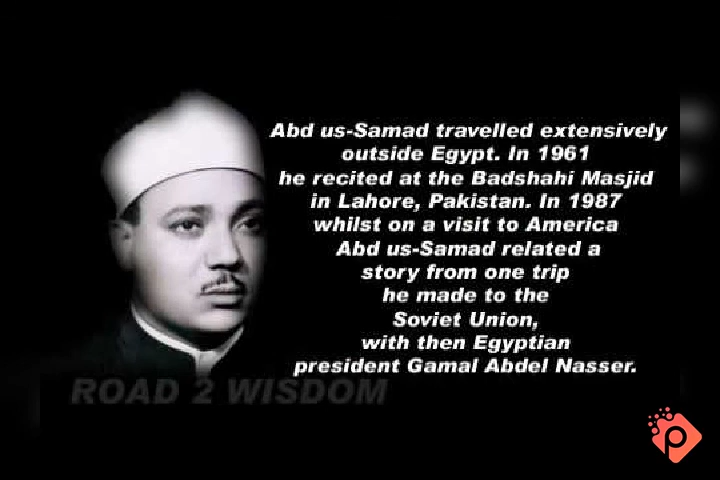 Abd us-Samad travelled extensively
outside Egypt. In 1961
he recited at the Badshahi Masjid
in Lahore, Pakistan. In 1987
whilst on a visit to America
Abd us-Samad related a
story from one trip
he made to the
Soviet Union,
with then Egyptian
president Gamal Abdel Nasser.
ROAD 2 WISDOM
P